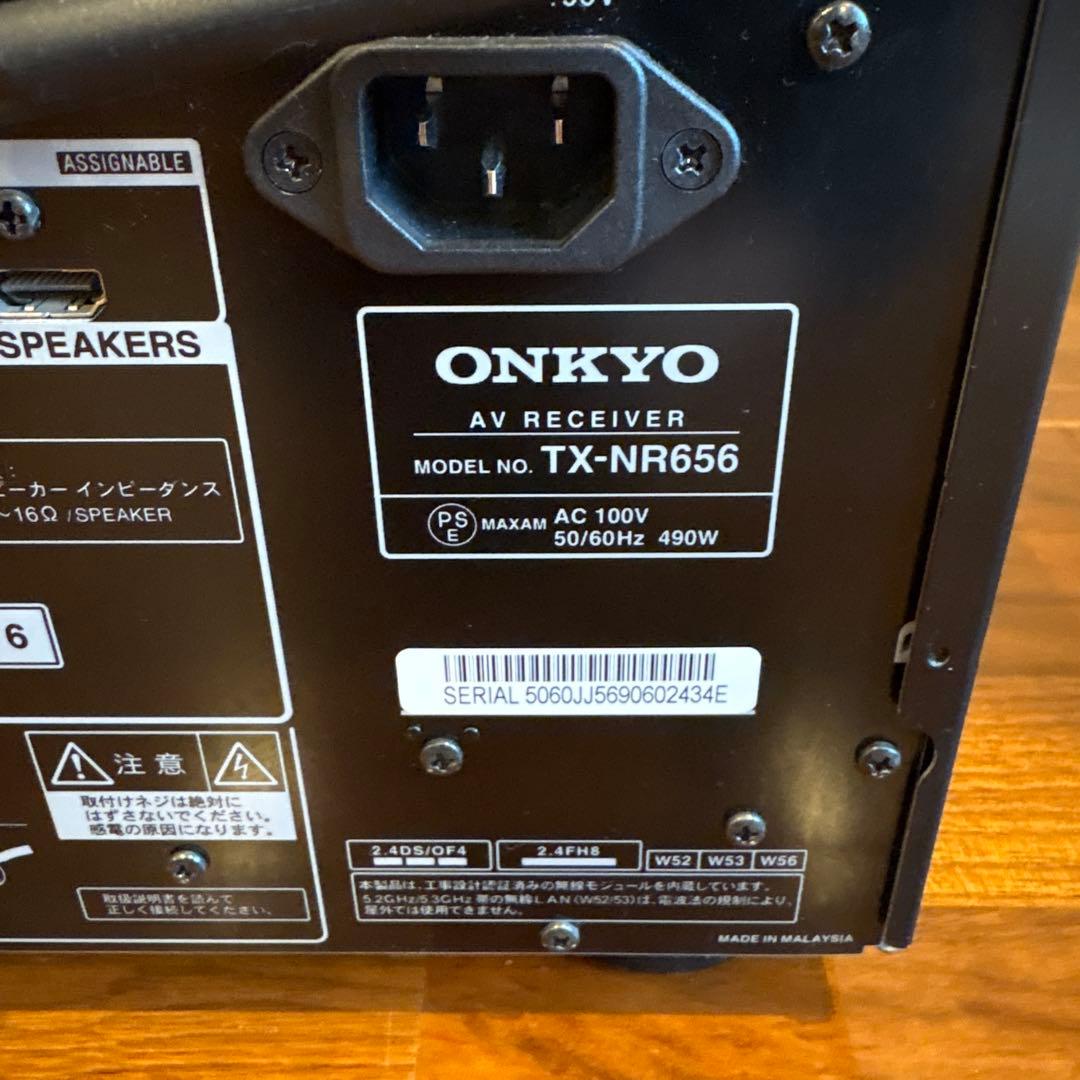 ASSIGNABLE
SPEAKERS
ーカー インピーダンス
~16Ω /SPEAKER
6
ONKYO
AV RECEIVER
MODEL NO. TX-NR656
PS
E
MAXAM
AC 100V
50/60Hz 490W
SERIAL 5060JJ5690602434E
注意
取付けネジは絶対に
はずさないでください。
感電の原因になります。
取扱説明書を読んで
正しく接続してください。
2.4DS/OF4
2.4FH8
W52 W53 W56
本製品は、工事設計認証済みの無線モジュールを内蔵しています。
5.2GHz/5.3GHz 帯の無線LAN(W52/53)は、電波法の規制により、
屋外では使用できません。
MADE IN MALAYSIA